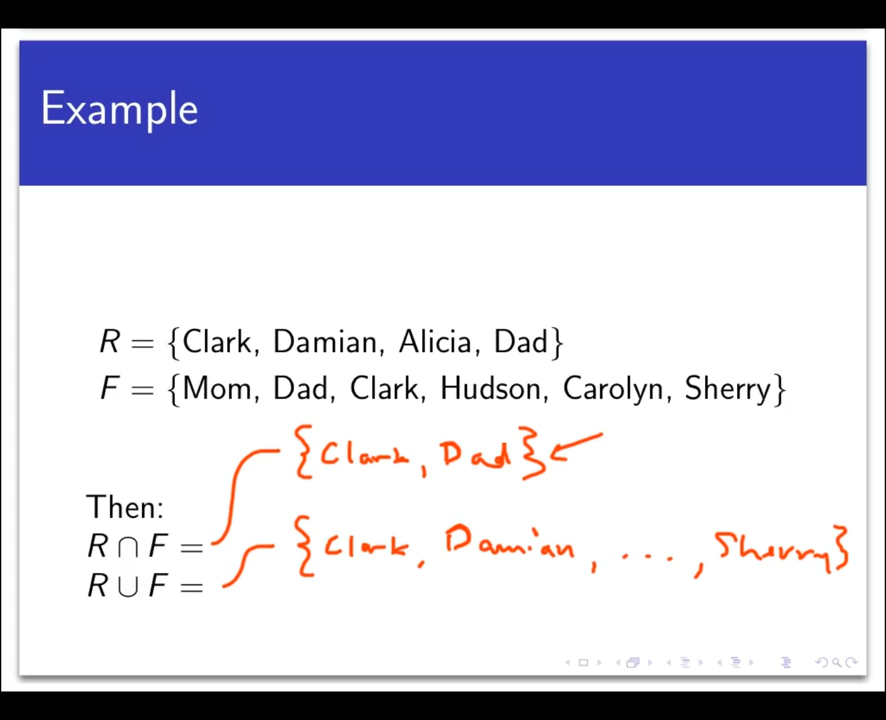 Example
R = {Clark, Damian, Alicia, Dad}
F = {Mom, Dad, Clark, Hudson, Carolyn, Sherry}
{Clark, Dad}
Then:
R ∩ F =
{Clark, Damian, ..., Sherry}
R ∪ F =